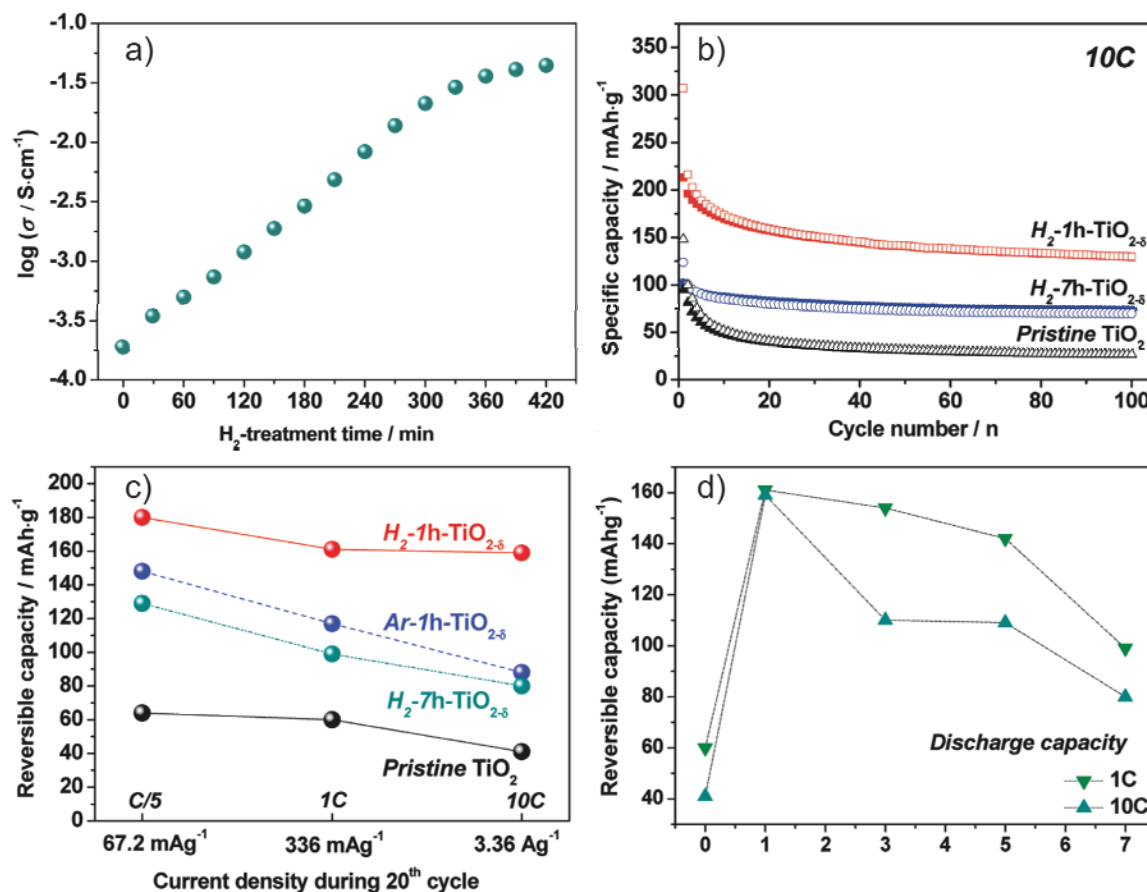 a)
-1.0
-1.5
-2.0
-2.5
-3.0
-3.5
-4.0
log (σ / S·cm⁻¹)
0 60 120 180 240 300 360 420
H₂-treatment time / min
b)
10C
350
300
250
200
150
100
50
0
Specific capacity / mAh·g⁻¹
H₂-1h-TiO₂₋δ
H₂-7h-TiO₂₋δ
Pristine TiO₂
0 20 40 60 80 100
Cycle number / n
c)
200
180
160
140
120
100
80
60
40
20
0
Reversible capacity / mAh·g⁻¹
H₂-1h-TiO₂₋δ
Ar-1h-TiO₂₋δ
H₂-7h-TiO₂₋δ
Pristine TiO₂
C/5 1C 10C
67.2 mAg⁻¹ 336 mAg⁻¹ 3.36 Ag⁻¹
Current density during 20ᵗʰ cycle
d)
160
140
120
100
80
60
40
Reversible capacity (mAhg⁻¹)
Discharge capacity
1C
10C
0 1 2 3 4 5 6 7